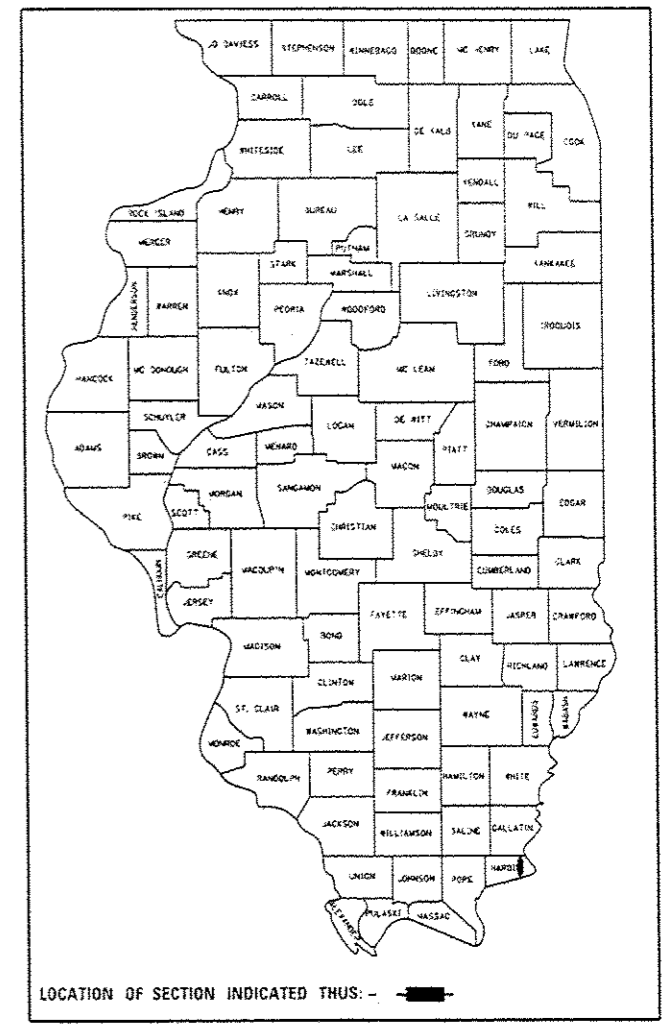 JO DAVIESS STEPHENSON WINNEBAGO BOONE MC HENRY LAKE
CARROLL OGLE DE KALB KANE DU PAGE COOK
WHITESIDE LEE
KENDALL
ROCK ISLAND HENRY BUREAU LA SALLE GRUNDY WILL
MERCER PUTNAM
STARK MARSHALL KANKAKEE
HENDERSON WARREN KNOX PEORIA WOODFORD LIVINGSTON IROQUOIS
HANCOCK MC DONOUGH FULTON TAZEWELL MC LEAN FORD
MASON
SCHUYLER LOGAN DE WITT CHAMPAIGN VERMILION
ADAMS BROWN CASS MENARD MACON PIATT
PIKE SCOTT MORGAN SANGAMON MOULTRIE DOUGLAS EDGAR
CHRISTIAN COLES
GREENE SHELBY
CALHOUN MACOUPIN MONTGOMERY CUMBERLAND CLARK
JERSEY FAYETTE EFFINGHAM JASPER CRAWFORD
MADISON BOND
CLAY RICHLAND LAWRENCE
CLINTON MARION
ST. CLAIR WAYNE EDWARDS WABASH
MONROE WASHINGTON JEFFERSON
RANDOLPH PERRY HAMILTON WHITE
FRANKLIN
JACKSON WILLIAMSON SALINE GALLATIN
UNION JOHNSON POPE HARDIN
ALEXANDER PULASKI MASSAC
LOCATION OF SECTION INDICATED THUS: -